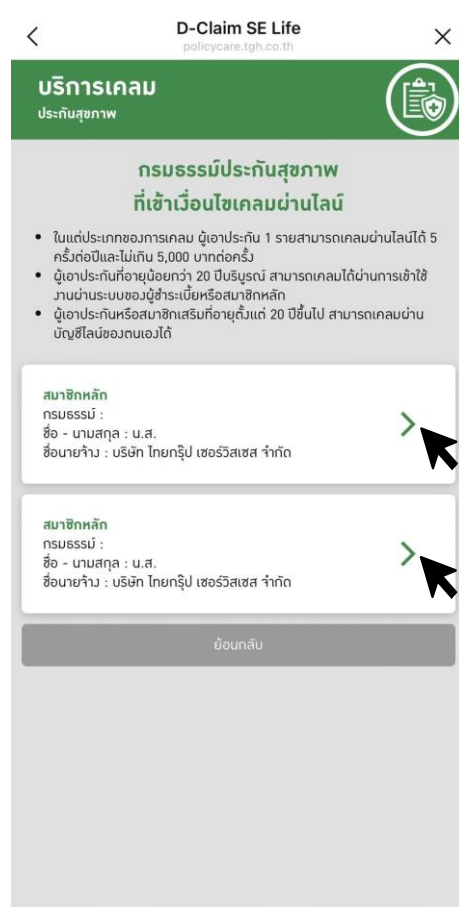 D-Claim SE Life
policycare.tgh.co.th
บริการเคลม
ประกันสุขภาพ
กรมธรรม์ประกันสุขภาพ
ที่เข้าเงื่อนไขเคลมผ่านไลน์
• ในแต่ประเภทของการเคลม ผู้เอาประกัน 1 รายสามารถเคลมผ่านไลน์ได้ 5
ครั้งต่อปีและไม่เกิน 5,000 บาทต่อครั้ง
• ผู้เอาประกันที่อายุน้อยกว่า 20 ปีบริบูรณ์ สามารถเคลมได้ผ่านการเข้าใช้
งานผ่านระบบของผู้ชำระเบี้ยหรือสมาชิกหลัก
• ผู้เอาประกันหรือสมาชิกเสริมที่อายุตั้งแต่ 20 ปีขึ้นไป สามารถเคลมผ่าน
บัญชีไลน์ของตนเองได้
สมาชิกหลัก
กรมธรรม์ :
ชื่อ - นามสกุล : น.ส.
ชื่อนายจ้าง : บริษัท ไทยกรุ๊ป เซอร์วิสเซส จำกัด
สมาชิกหลัก
กรมธรรม์ :
ชื่อ - นามสกุล : น.ส.
ชื่อนายจ้าง : บริษัท ไทยกรุ๊ป เซอร์วิสเซส จำกัด
ย้อนกลับ